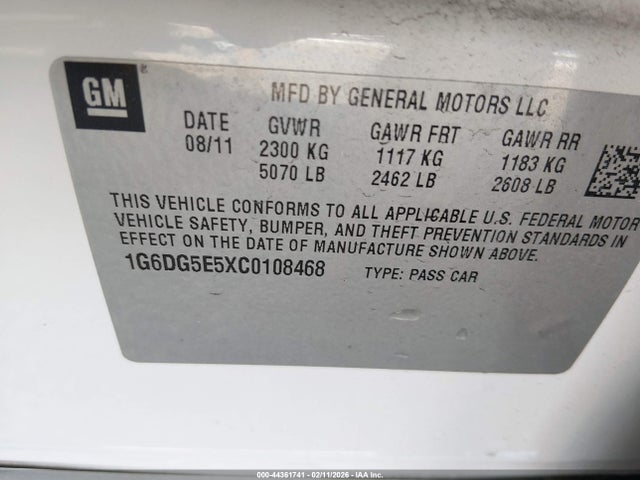 GM
MFD BY GENERAL MOTORS LLC
DATE GVWR GAWR FRT GAWR RR
08/11 2300 KG 1117 KG 1183 KG
5070 LB 2462 LB 2608 LB
THIS VEHICLE CONFORMS TO ALL APPLICABLE U.S. FEDERAL MOTOR
VEHICLE SAFETY, BUMPER, AND THEFT PREVENTION STANDARDS IN
EFFECT ON THE DATE OF MANUFACTURE SHOWN ABOVE.
1G6DG5E5XC0108468 TYPE: PASS CAR
000-44361741 - 02/11/2026 - IAA, Inc.